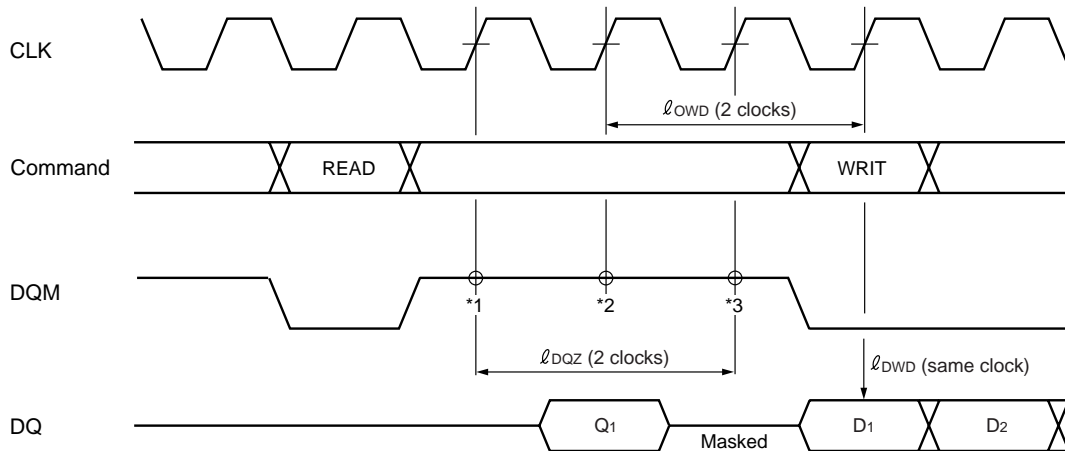 CLK
ℓOWD (2 clocks)
Command
READ
WRIT
DQM
*1
*2
*3
ℓDQZ (2 clocks)
ℓDWD (same clock)
DQ
Q1
Masked
D1
D2